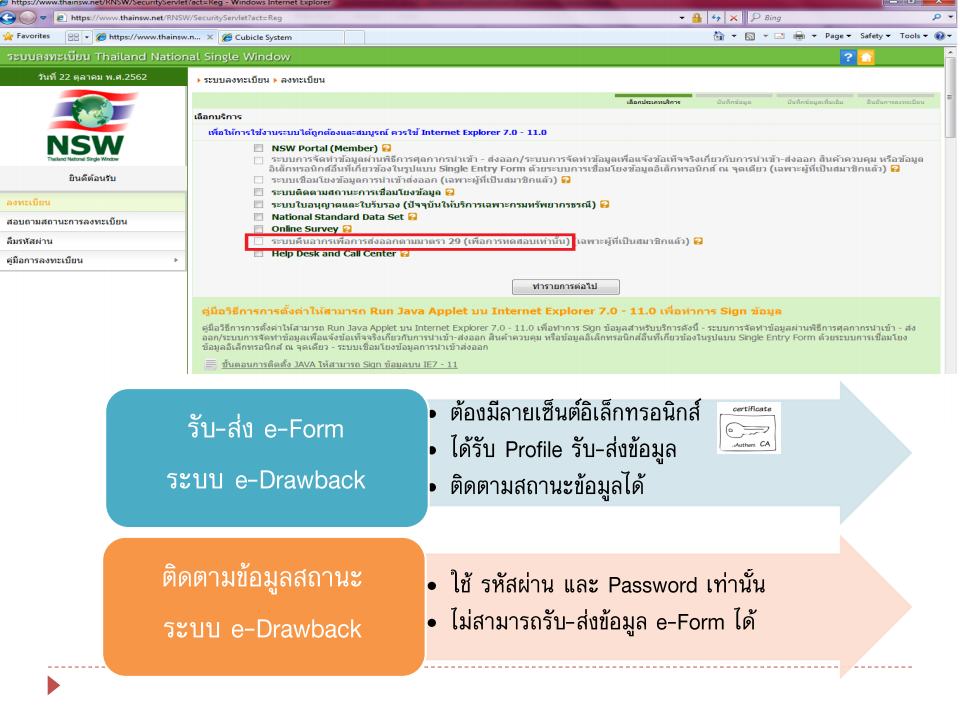 https://www.thainsw.net/RNSW/SecurityServlet?act=Reg - Windows Internet Explorer
https://www.thainsw.net/RNSW/SecurityServlet?act=Reg
Bing
Favorites
https://www.thainsw.n...
Cubicle System
Page
Safety
Tools
ระบบลงทะเบียน Thailand National Single Window
วันที่ 22 ตุลาคม พ.ศ.2562
NSW
Thailand National Single Window
ยินดีต้อนรับ
ลงทะเบียน
สอบถามสถานะการลงทะเบียน
ลืมรหัสผ่าน
คู่มือการลงทะเบียน
ระบบลงทะเบียน ลงทะเบียน
เลือกประเภทบริการ
บันทึกข้อมูล
บันทึกข้อมูลเพิ่มเติม
ยืนยันการลงทะเบียน
เลือกบริการ
เพื่อให้การใช้งานระบบได้ถูกต้องและสมบูรณ์ ควรใช้ Internet Explorer 7.0 - 11.0
NSW Portal (Member)
ระบบการจัดทำข้อมูลผ่านพิธีการศุลกากรนำเข้า - ส่งออก/ระบบการจัดทำข้อมูลเพื่อแจ้งข้อเท็จจริงเกี่ยวกับการนำเข้า-ส่งออก สินค้าควบคุม หรือข้อมูล
อิเล็กทรอนิกส์อื่นที่เกี่ยวข้องในรูปแบบ Single Entry Form ด้วยระบบการเชื่อมโยงข้อมูลอิเล็กทรอนิกส์ ณ จุดเดียว (เฉพาะผู้ที่เป็นสมาชิกแล้ว)
ระบบเชื่อมโยงข้อมูลการนำเข้าส่งออก (เฉพาะผู้ที่เป็นสมาชิกแล้ว)
ระบบติดตามสถานะการเชื่อมโยงข้อมูล
ระบบใบอนุญาตและใบรับรอง (ปัจจุบันให้บริการเฉพาะกรมทรัพยากรธรณี)
National Standard Data Set
Online Survey
ระบบคืนอากรเพื่อการส่งออกตามมาตรา 29 (เพื่อการทดสอบเท่านั้น) เฉพาะผู้ที่เป็นสมาชิกแล้ว)
Help Desk and Call Center
ทำรายการต่อไป
คู่มือวิธีการการตั้งค่าให้สามารถ Run Java Applet บน Internet Explorer 7.0 - 11.0 เพื่อทำการ Sign ข้อมูล
คู่มือวิธีการการตั้งค่าให้สามารถ Run Java Applet บน Internet Explorer 7.0 - 11.0 เพื่อทำการ Sign ข้อมูลสำหรับบริการดังนี้ - ระบบการจัดทำข้อมูลผ่านพิธีการศุลกากรนำเข้า - ส่ง
ออก/ระบบการจัดทำข้อมูลเพื่อแจ้งข้อเท็จจริงเกี่ยวกับการนำเข้า-ส่งออก สินค้าควบคุม หรือข้อมูลอิเล็กทรอนิกส์อื่นที่เกี่ยวข้องในรูปแบบ Single Entry Form ด้วยระบบการเชื่อมโยง
ข้อมูลอิเล็กทรอนิกส์ ณ จุดเดียว - ระบบเชื่อมโยงข้อมูลการนำเข้าส่งออก
ขั้นตอนการติดตั้ง JAVA ให้สามารถ Sign ข้อมูลบน IE7 - 11
รับ-ส่ง e-Form
ระบบ e-Drawback
• ต้องมีลายเซ็นต์อิเล็กทรอนิกส์
• ได้รับ Profile รับ-ส่งข้อมูล
• ติดตามสถานะข้อมูลได้
certificate
CA
ติดตามข้อมูลสถานะ
ระบบ e-Drawback
• ใช้ รหัสผ่าน และ Password เท่านั้น
• ไม่สามารถรับ-ส่งข้อมูล e-Form ได้